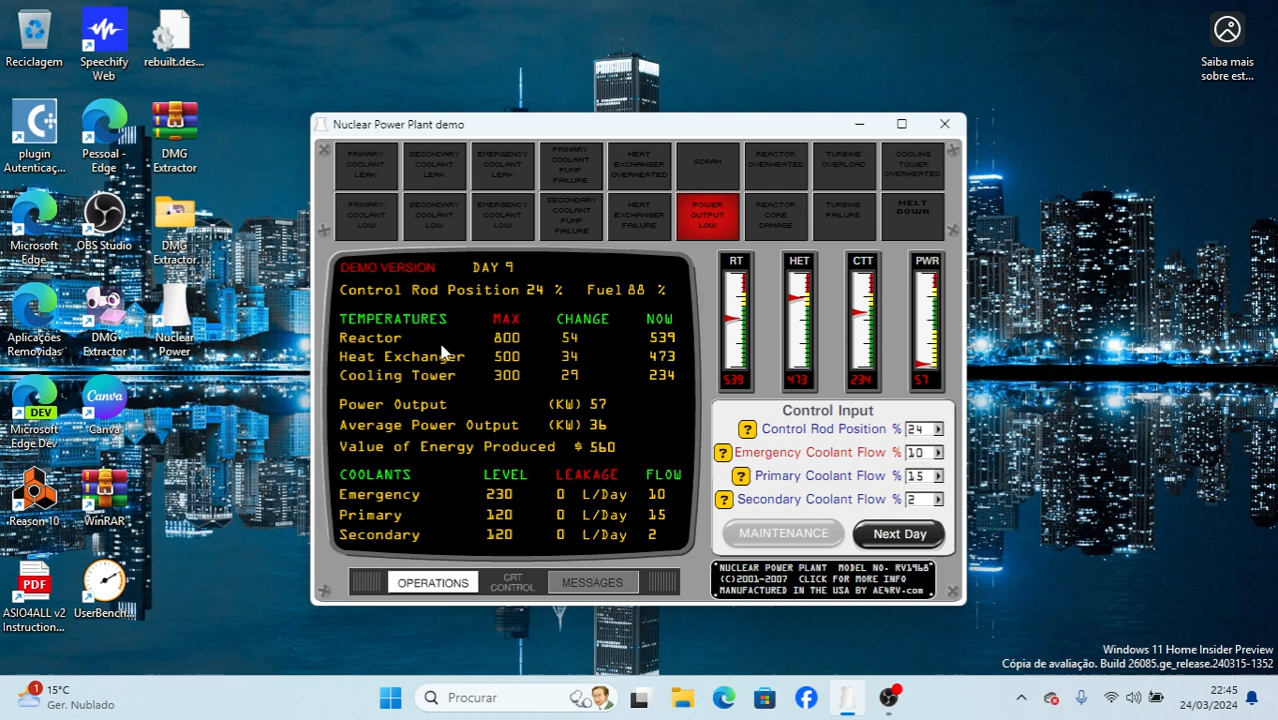 Reciclagem
Speechify
Web
rebuilt.des...
plugin
Autenticaç...
Pessoal -
Edge
DMG
Extractor
Microsoft
Edge
OBS Studio
DMG
Extractor
Aplicações
Removidas
DMG
Extractor
Nuclear
Power
DEV
Microsoft
Edge Dev
Canva
Canva
Reason 10
WinRAR
PDF
ASIO4ALL v2
Instruction...
UserBench...
Saiba mais
sobre est...
Nuclear Power Plant demo
PRIMARY
COOLANT
LEAK
SECONDARY
COOLANT
LEAK
EMERGENCY
COOLANT
LEAK
PRIMARY
COOLANT
PUMP
FAILURE
HEAT
EXCHANGER
OVERHEATED
SCRAM
REACTOR
OVERHEATED
TURBINE
OVERLOAD
COOLING
TOWER
OVERHEATED
PRIMARY
COOLANT
LOW
SECONDARY
COOLANT
LOW
EMERGENCY
COOLANT
LOW
SECONDARY
COOLANT
PUMP
FAILURE
HEAT
EXCHANGER
FAILURE
POWER
OUTPUT
LOW
REACTOR
CORE
DAMAGE
TURBINE
FAILURE
MELT
DOWN
DEMO VERSION DAY 9
Control Rod Position 24 % Fuel 88 %
TEMPERATURES MAX CHANGE NOW
Reactor 800 54 539
Heat Exchanger 500 34 473
Cooling Tower 300 29 234
Power Output (KW) 57
Average Power Output (KW) 36
Value of Energy Produced $ 560
COOLANTS LEVEL LEAKAGE FLOW
Emergency 230 0 L/Day 10
Primary 120 0 L/Day 15
Secondary 120 0 L/Day 2
OPERATIONS
CRT
CONTROL
MESSAGES
RT HET CTT PWR
539 473 234 57
Control Input
? Control Rod Position % 24
? Emergency Coolant Flow % 10
? Primary Coolant Flow % 15
? Secondary Coolant Flow % 2
MAINTENANCE Next Day
NUCLEAR POWER PLANT MODEL NO. RV1968
(C)2001-2007 CLICK FOR MORE INFO
MANUFACTURED IN THE USA BY AE4RV.com
Windows 11 Home Insider Preview
Cópia de avaliação. Build 26085.ge_release.240315-1352
1
15°C
Ger. Nublado
Procurar
22:45
24/03/2024